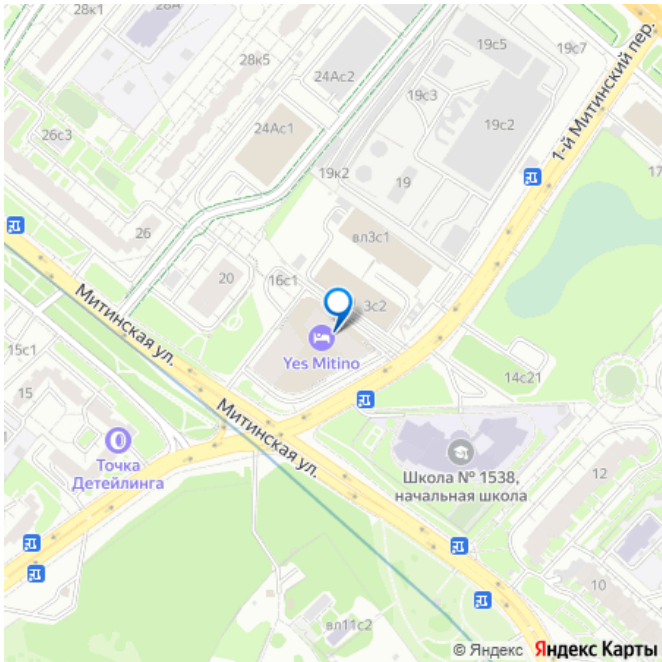 28к1
28А
28к5
24Ас2
19с5
19с7
1-й Митинский пер.
19с3
19с2
24Ас1
26с3
19к2
19
17
26
вл3с1
20
16с1
3с2
Митинская ул.
15с1
Yes Mitino
14с21
15
Митинская ул.
Точка
Детейлинга
Школа № 1538,
начальная школа
12
10
вл11с2
© Яндекс Яндекс Карты